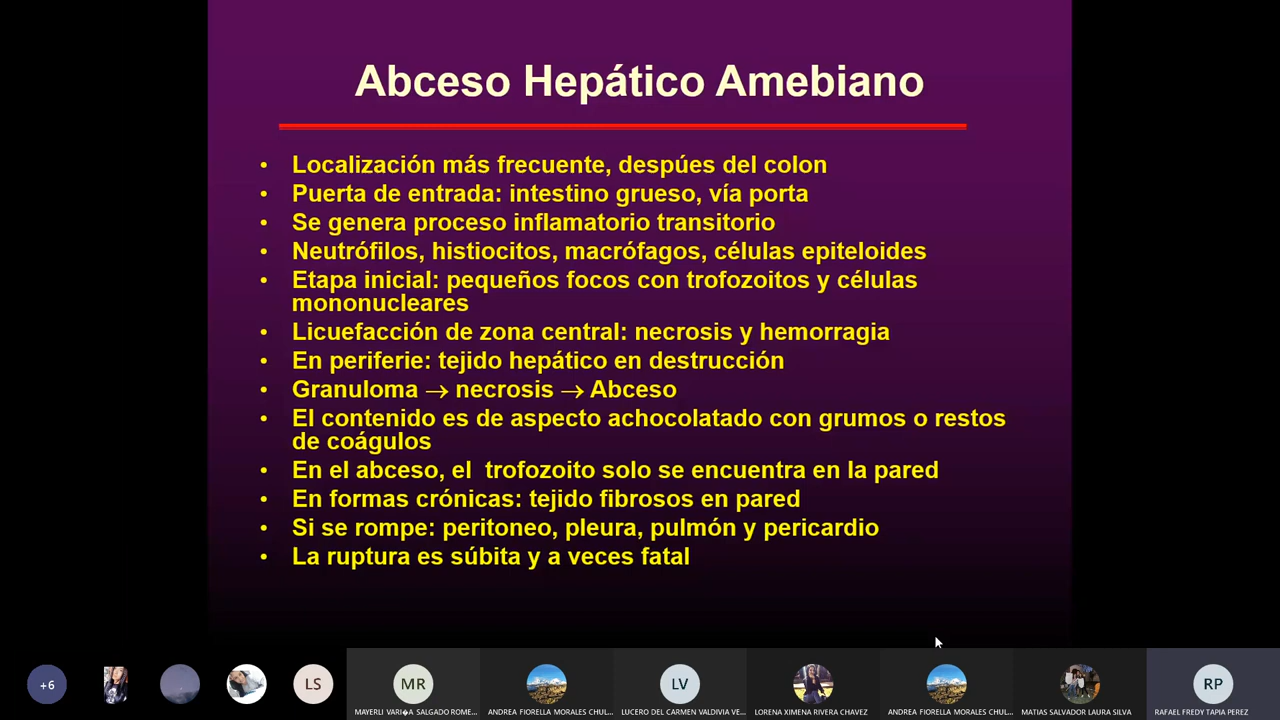 Abceso Hepático Amebiano
• Localización más frecuente, despúes del colon
• Puerta de entrada: intestino grueso, vía porta
• Se genera proceso inflamatorio transitorio
• Neutrófilos, histiocitos, macrófagos, células epiteloides
• Etapa inicial: pequeños focos con trofozoitos y células
mononucleares
• Licuefacción de zona central: necrosis y hemorragia
• En periferie: tejido hepático en destrucción
• Granuloma → necrosis → Abceso
• El contenido es de aspecto achocolatado con grumos o restos
de coágulos
• En el abceso, el trofozoito solo se encuentra en la pared
• En formas crónicas: tejido fibrosos en pared
• Si se rompe: peritoneo, pleura, pulmón y pericardio
• La ruptura es súbita y a veces fatal
+6 LS MR LV RP
MAYERLI VARI�A SALGADO ROME... ANDREA FIORELLA MORALES CHUL... LUCERO DEL CARMEN VALDIVIA VE... LORENA XIMENA RIVERA CHAVEZ ANDREA FIORELLA MORALES CHUL... MATIAS SALVADOR LAURA SILVA RAFAEL FREDY TAPIA PEREZ